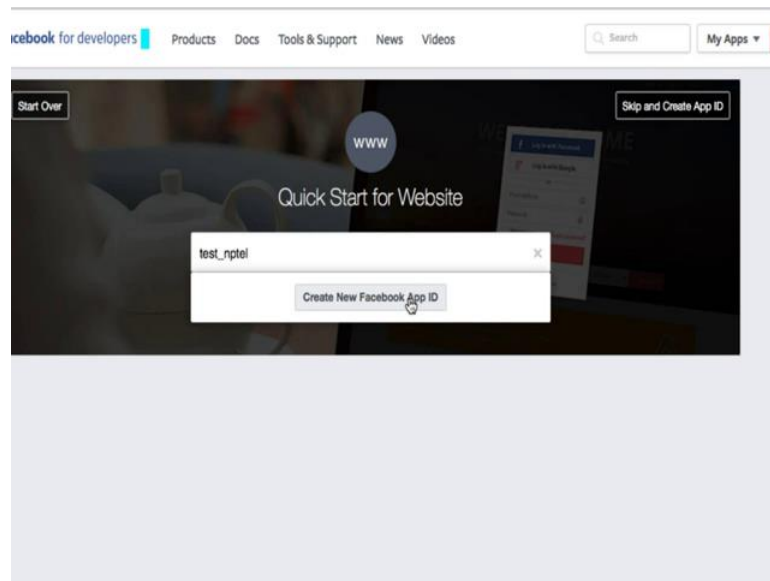 cebook for developers Products Docs Tools & Support News Videos Search My Apps
Start Over Skip and Create App ID
www
Quick Start for Website
test_nptel
Create New Facebook App ID